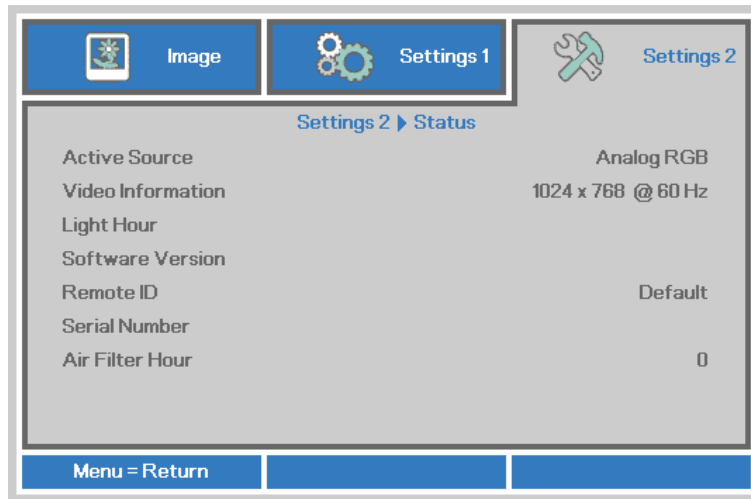 Image Settings 1 Settings 2
Settings 2 ▶ Status
Active Source Analog RGB
Video Information 1024 x 768 @ 60 Hz
Light Hour
Software Version
Remote ID Default
Serial Number
Air Filter Hour 0
Menu = Return